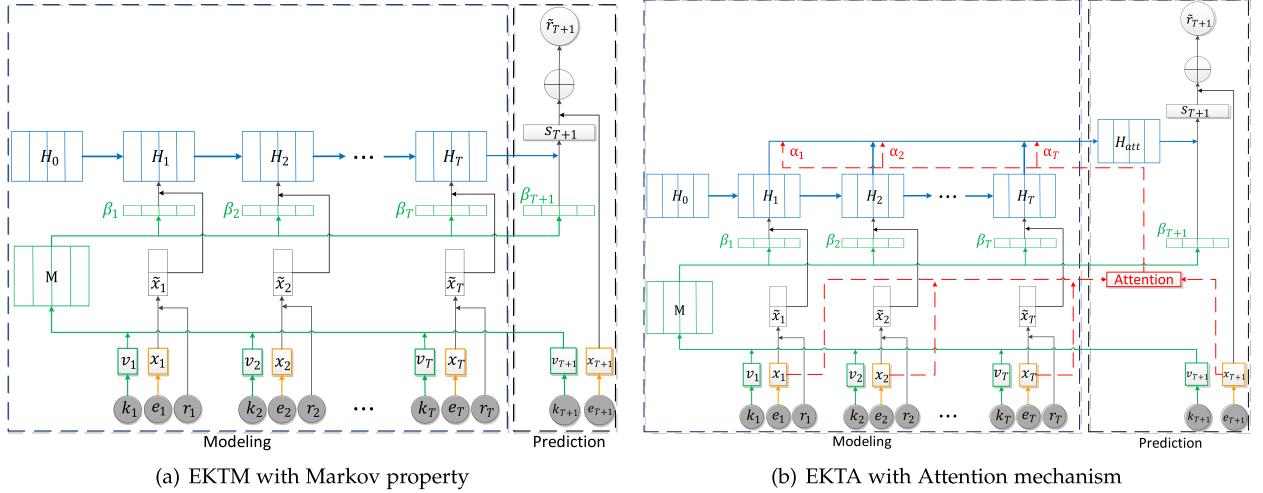 r̃T+1
sT+1
H0 H1 H2 ... HT
β1 β2 βT βT+1
M
x̃1 x̃2 x̃T
v1 x1 v2 x2 vT xT vT+1 xT+1
k1 e1 r1 k2 e2 r2 ... kT eT rT kT+1 eT+1
Modeling Prediction
(a) EKTM with Markov property
r̃T+1
sT+1
α1 α2 αT Hatt
H0 H1 H2 ... HT
β1 β2 βT βT+1
Attention
M
x̃1 x̃2 x̃T
v1 x1 v2 x2 vT xT vT+1 xT+1
k1 e1 r1 k2 e2 r2 ... kT eT rT kT+1 eT+1
Modeling Prediction
(b) EKTA with Attention mechanism